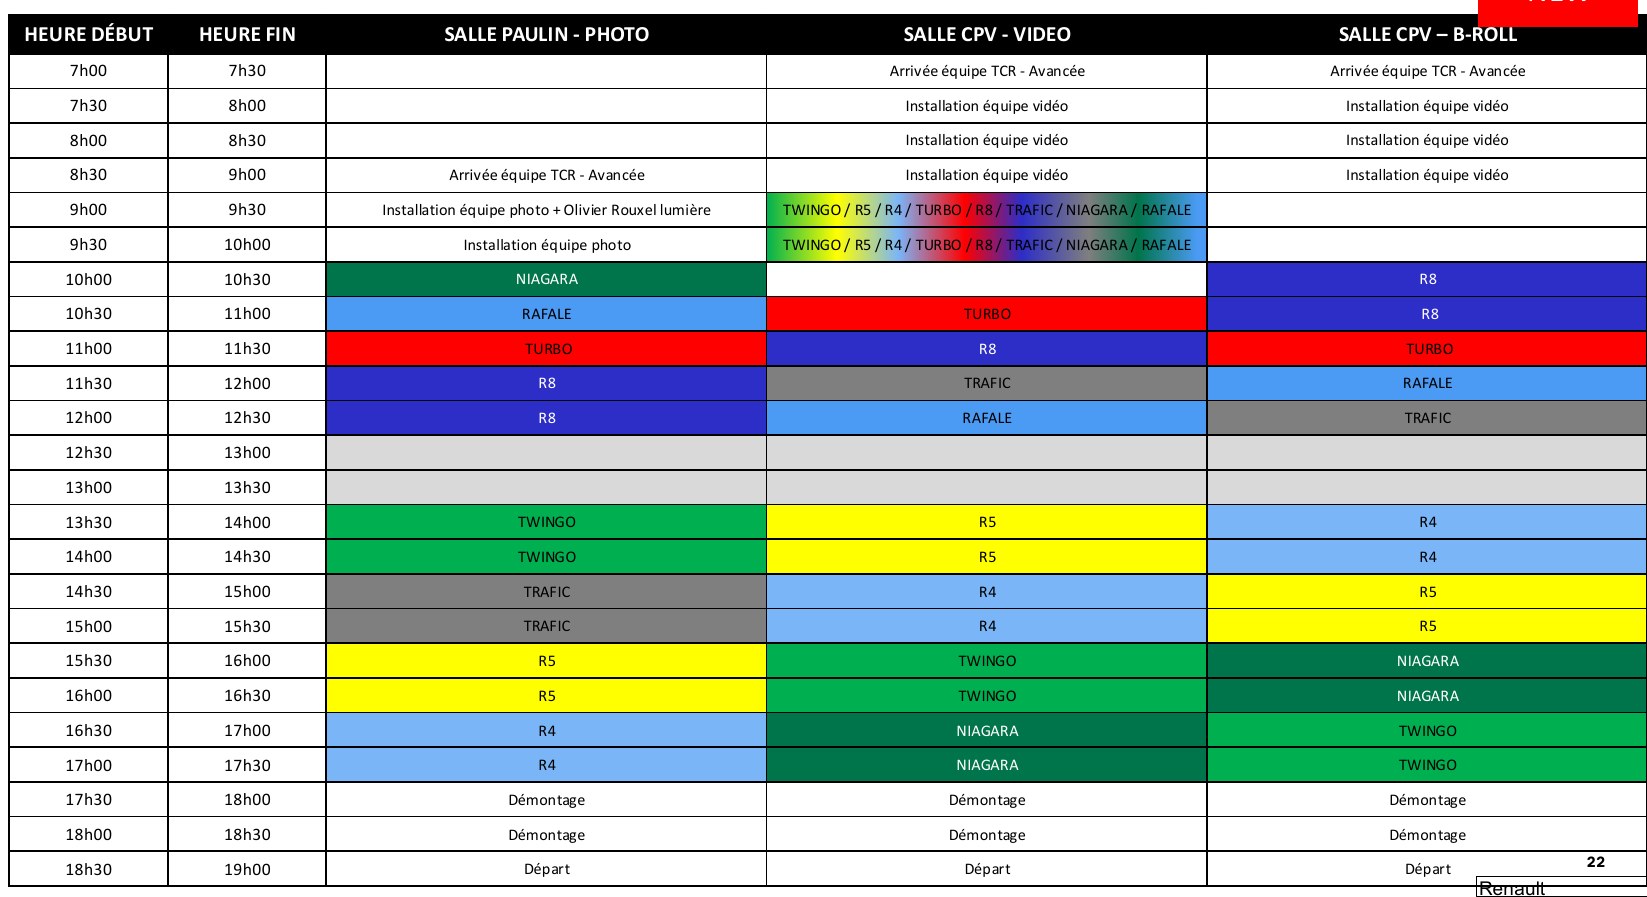 HEURE DÉBUT HEURE FIN SALLE PAULIN - PHOTO SALLE CPV - VIDEO SALLE CPV – B-ROLL
7h00 7h30 Arrivée équipe TCR - Avancée Arrivée équipe TCR - Avancée
7h30 8h00 Installation équipe vidéo Installation équipe vidéo
8h00 8h30 Installation équipe vidéo Installation équipe vidéo
8h30 9h00 Arrivée équipe TCR - Avancée Installation équipe vidéo Installation équipe vidéo
9h00 9h30 Installation équipe photo + Olivier Rouxel lumière TWINGO / R5 / R4 / TURBO / R8 / TRAFIC / NIAGARA / RAFALE
9h30 10h00 Installation équipe photo TWINGO / R5 / R4 / TURBO / R8 / TRAFIC / NIAGARA / RAFALE
10h00 10h30 NIAGARA R8
10h30 11h00 RAFALE TURBO R8
11h00 11h30 TURBO R8 TURBO
11h30 12h00 R8 TRAFIC RAFALE
12h00 12h30 R8 RAFALE TRAFIC
12h30 13h00
13h00 13h30
13h30 14h00 TWINGO R5 R4
14h00 14h30 TWINGO R5 R4
14h30 15h00 TRAFIC R4 R5
15h00 15h30 TRAFIC R4 R5
15h30 16h00 R5 TWINGO NIAGARA
16h00 16h30 R5 TWINGO NIAGARA
16h30 17h00 R4 NIAGARA TWINGO
17h00 17h30 R4 NIAGARA TWINGO
17h30 18h00 Démontage Démontage Démontage
18h00 18h30 Démontage Démontage Démontage
18h30 19h00 Départ Départ Départ
22
Renault